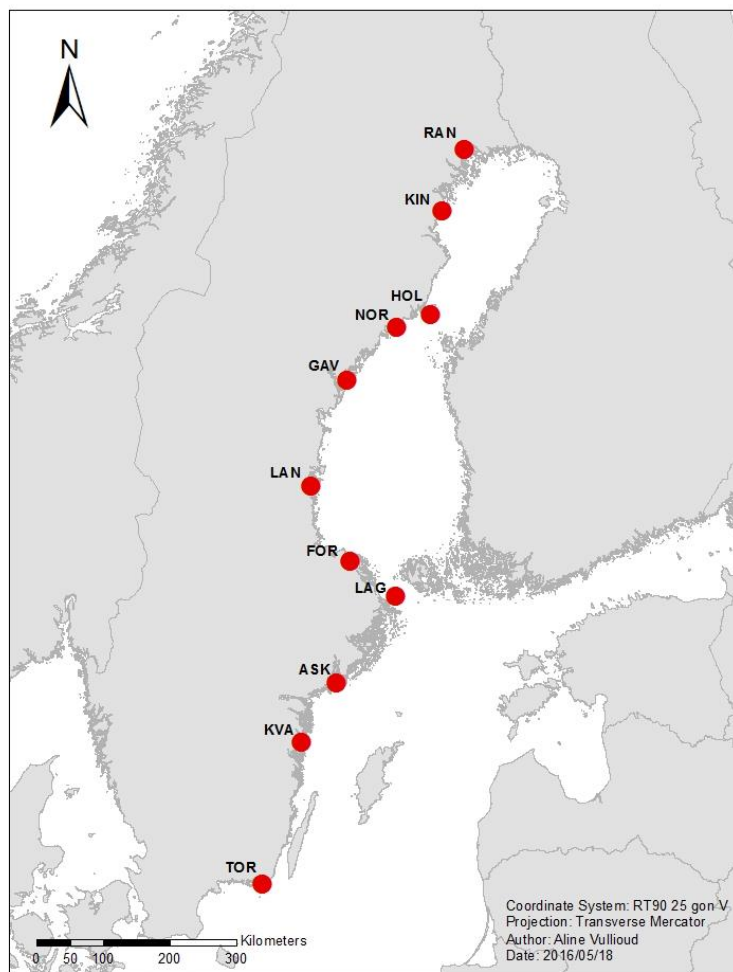 N
RAN
KIN
HOL
NOR
GAV
LAN
FOR
LAG
ASK
KVA
TOR
Coordinate System: RT90 25 gon V
Projection: Transverse Mercator
Author: Aline Vullioud
Date: 2016/05/18
Kilometers
0 50 100 200 300